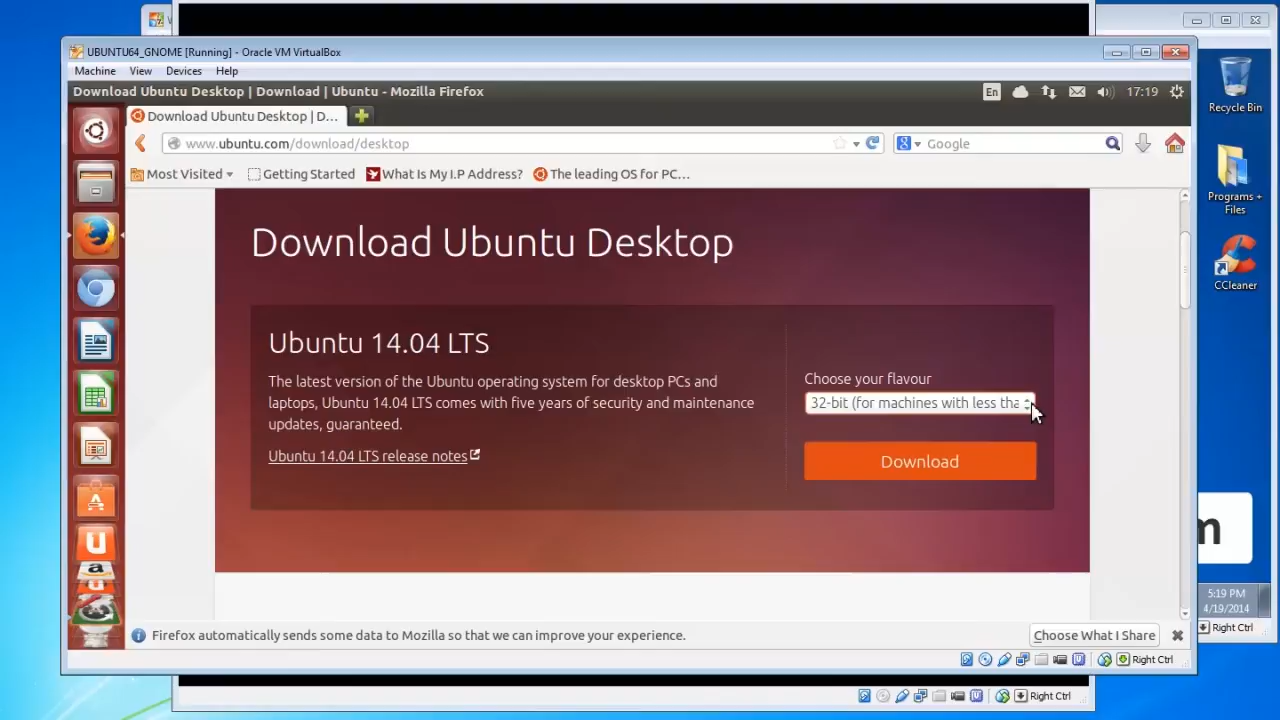 UBUNTU64_GNOME [Running] - Oracle VM VirtualBox
Machine View Devices Help
Download Ubuntu Desktop | Download | Ubuntu - Mozilla Firefox
En
17:19
Download Ubuntu Desktop | D...
www.ubuntu.com/download/desktop
Google
Most Visited
Getting Started
What Is My I.P Address?
The leading OS for PC...
Download Ubuntu Desktop
Ubuntu 14.04 LTS
The latest version of the Ubuntu operating system for desktop PCs and
laptops, Ubuntu 14.04 LTS comes with five years of security and maintenance
updates, guaranteed.
Ubuntu 14.04 LTS release notes
Choose your flavour
32-bit (for machines with less tha
Download
Firefox automatically sends some data to Mozilla so that we can improve your experience.
Choose What I Share
Right Ctrl
Right Ctrl
Recycle Bin
Programs +
Files
CCleaner
m
5:19 PM
4/19/2014
Right Ctrl